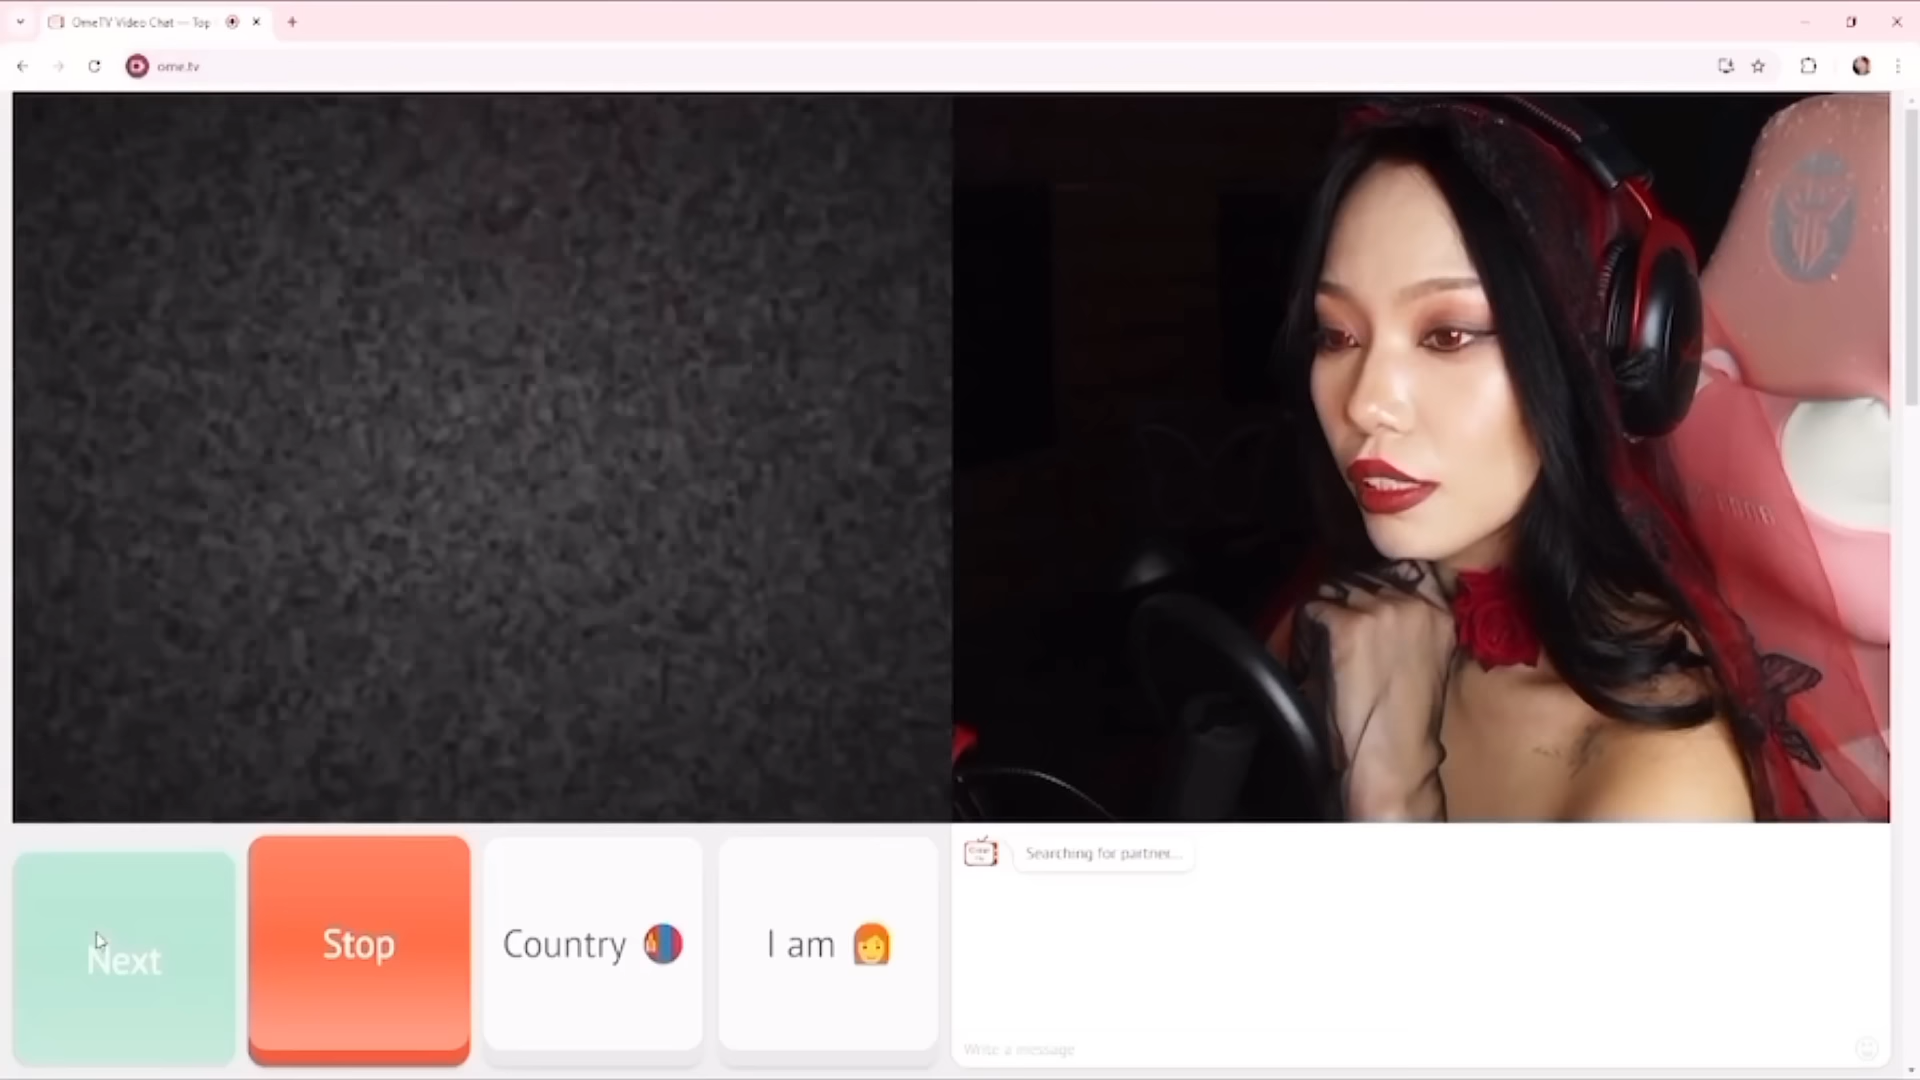 OmeTV Video Chat — Top
ome.tv
Next
Stop
Country
I am
Searching for partner...
Write a message